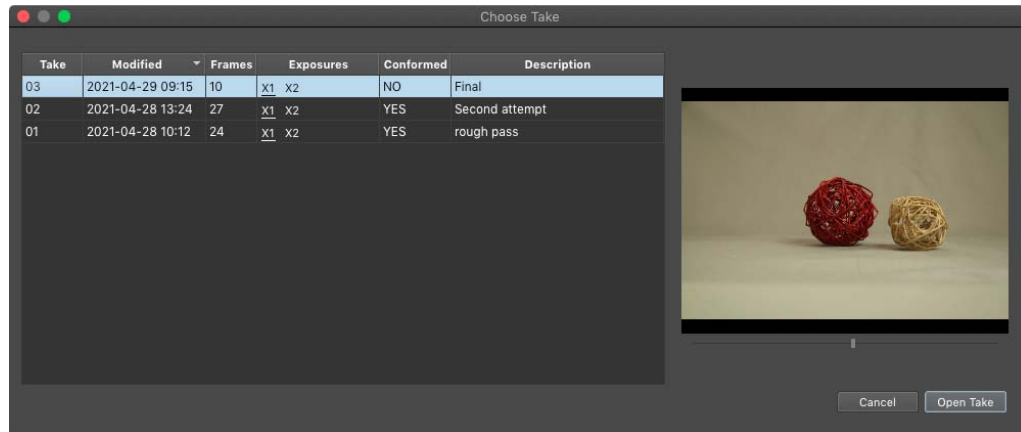 Choose Take
Take Modified Frames Exposures Conformed Description
03 2021-04-29 09:15 10 X1 X2 NO Final
02 2021-04-28 13:24 27 X1 X2 YES Second attempt
01 2021-04-28 10:12 24 X1 X2 YES rough pass
Cancel Open Take